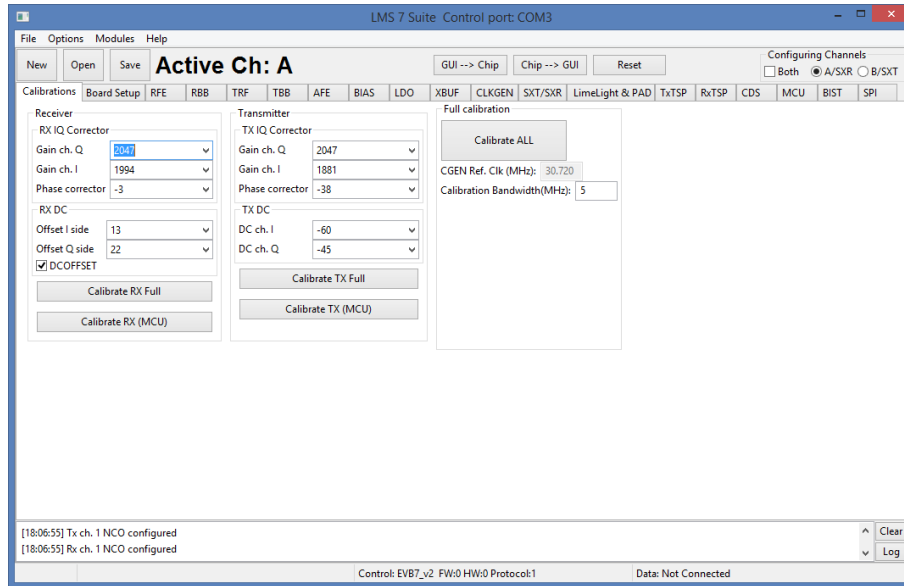 LMS 7 Suite Control port: COM3
File Options Modules Help
New Open Save Active Ch: A GUI --> Chip Chip --> GUI Reset Configuring Channels
Both A/SXR B/SXT
Calibrations Board Setup RFE RBB TRF TBB AFE BIAS LDO XBUF CLKGEN SXT/SXR LimeLight & PAD TxTSP RxTSP CDS MCU BIST SPI
Receiver
RX IQ Corrector
Gain ch. Q 2047
Gain ch. I 1994
Phase corrector -3
RX DC
Offset I side 13
Offset Q side 22
DCOFFSET
Calibrate RX Full
Calibrate RX (MCU)
Transmitter
TX IQ Corrector
Gain ch. Q 2047
Gain ch. I 1881
Phase corrector -38
TX DC
DC ch. I -60
DC ch. Q -45
Calibrate TX Full
Calibrate TX (MCU)
Full calibration
Calibrate ALL
CGEN Ref. Clk (MHz): 30.720
Calibration Bandwidth(MHz): 5
[18:06:55] Tx ch. 1 NCO configured
[18:06:55] Rx ch. 1 NCO configured
Clear
Log
Control: EVB7_v2 FW:0 HW:0 Protocol:1 Data: Not Connected